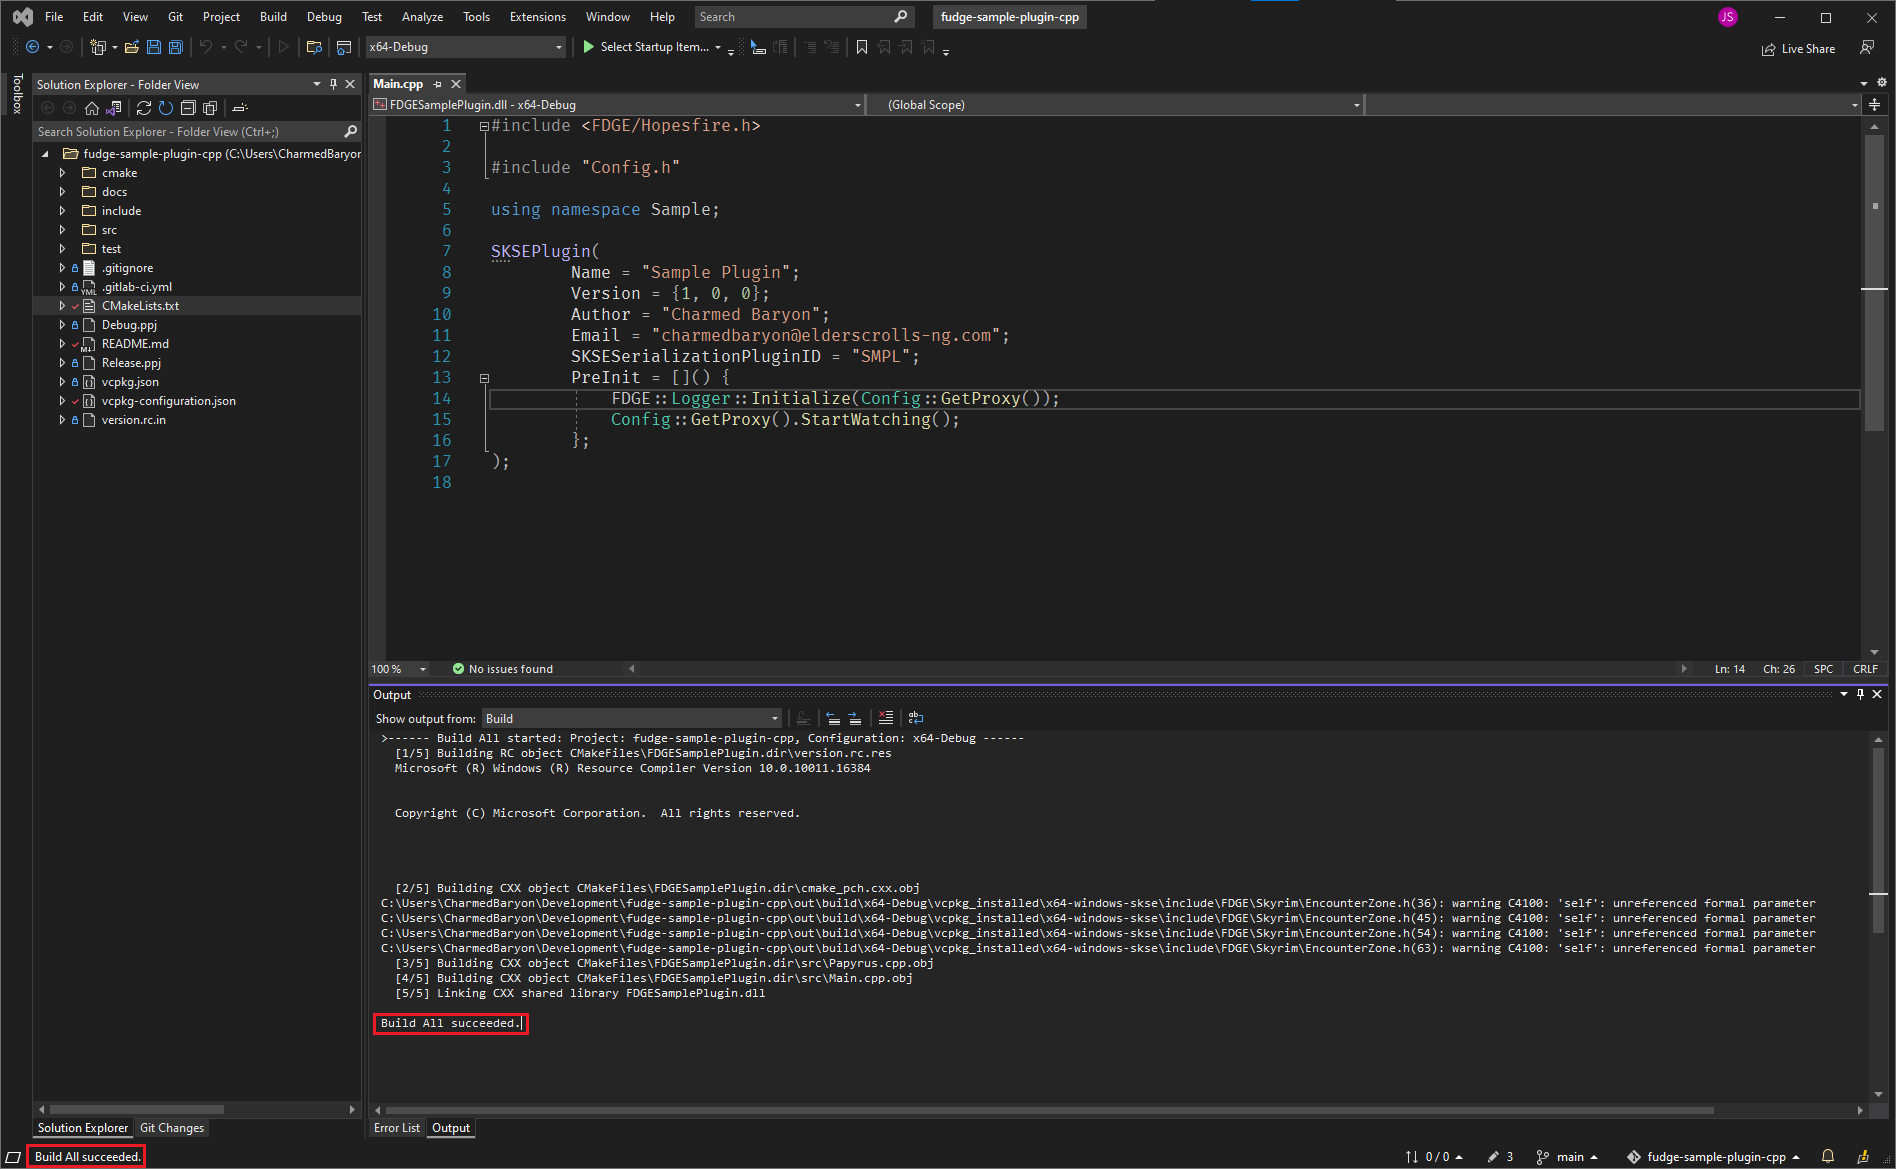 File Edit View Git Project Build Debug Test Analyze Tools Extensions Window Help Search fudge-sample-plugin-cpp JS
x64-Debug Select Startup Item... Live Share
Toolbox
Solution Explorer - Folder View
Search Solution Explorer - Folder View (Ctrl+;)
fudge-sample-plugin-cpp (C:\Users\CharmedBaryor
cmake
docs
include
src
test
.gitignore
.gitlab-ci.yml
CMakeLists.txt
Debug.ppj
README.md
Release.ppj
vcpkg.json
vcpkg-configuration.json
version.rc.in
Main.cpp
FDGESamplePlugin.dll - x64-Debug (Global Scope)
1 #include <FDGE/Hopesfire.h>
2
3 #include "Config.h"
4
5 using namespace Sample;
6
7 SKSEPlugin(
8 Name = "Sample Plugin";
9 Version = {1, 0, 0};
10 Author = "Charmed Baryon";
11 Email = "charmedbaryon@elderscrolls-ng.com";
12 SKSESerializationPluginID = "SMPL";
13 PreInit = []() {
14 FDGE::Logger::Initialize(Config::GetProxy());
15 Config::GetProxy().StartWatching();
16 };
17 );
18
100 % No issues found Ln: 14 Ch: 26 SPC CRLF
Output
Show output from: Build
>------ Build All started: Project: fudge-sample-plugin-cpp, Configuration: x64-Debug ------
[1/5] Building RC object CMakeFiles\FDGESamplePlugin.dir\version.rc.res
Microsoft (R) Windows (R) Resource Compiler Version 10.0.10011.16384
Copyright (C) Microsoft Corporation. All rights reserved.
[2/5] Building CXX object CMakeFiles\FDGESamplePlugin.dir\cmake_pch.cxx.obj
C:\Users\CharmedBaryon\Development\fudge-sample-plugin-cpp\out\build\x64-Debug\vcpkg_installed\x64-windows-skse\include\FDGE\Skyrim\EncounterZone.h(36): warning C4100: 'self': unreferenced formal parameter
C:\Users\CharmedBaryon\Development\fudge-sample-plugin-cpp\out\build\x64-Debug\vcpkg_installed\x64-windows-skse\include\FDGE\Skyrim\EncounterZone.h(45): warning C4100: 'self': unreferenced formal parameter
C:\Users\CharmedBaryon\Development\fudge-sample-plugin-cpp\out\build\x64-Debug\vcpkg_installed\x64-windows-skse\include\FDGE\Skyrim\EncounterZone.h(54): warning C4100: 'self': unreferenced formal parameter
C:\Users\CharmedBaryon\Development\fudge-sample-plugin-cpp\out\build\x64-Debug\vcpkg_installed\x64-windows-skse\include\FDGE\Skyrim\EncounterZone.h(63): warning C4100: 'self': unreferenced formal parameter
[3/5] Building CXX object CMakeFiles\FDGESamplePlugin.dir\src\Papyrus.cpp.obj
[4/5] Building CXX object CMakeFiles\FDGESamplePlugin.dir\src\Main.cpp.obj
[5/5] Linking CXX shared library FDGESamplePlugin.dll
Build All succeeded.
Solution Explorer Git Changes Error List Output
Build All succeeded. 0 / 0 3 main fudge-sample-plugin-cpp